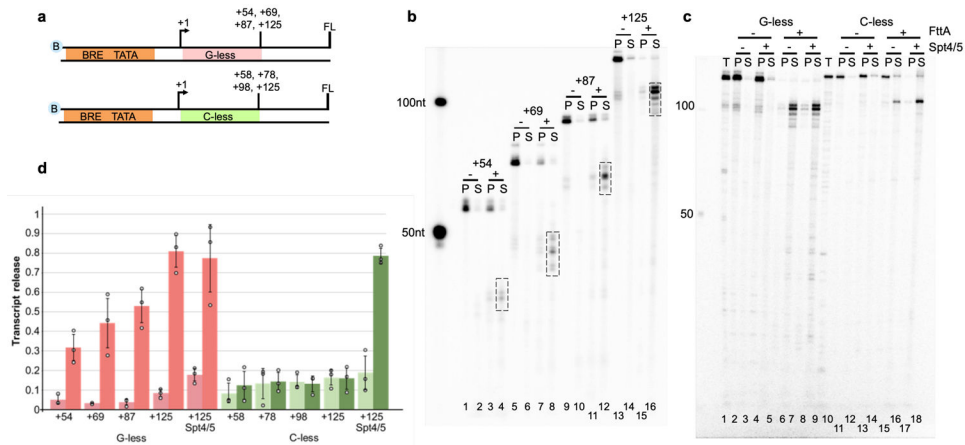 a
+54, +69,
+1
+87, +125
FL
B
BRE TATA
G-less
+58, +78,
+1
+98, +125
FL
B
BRE TATA
C-less
b
+125
- +
P S P S
+87
- +
P S P S
100nt
+69
- +
P S P S
+54
- +
P S P S
50nt
1 2 3 4 5 6 7 8 9 10 11 12 13 14 15 16
c
G-less C-less
- + - + FttA
+ + + + Spt4/5
T P S P S P S P S T P S P S P S P S
100
50
1 2 3 4 5 6 7 8 9 10 11 12 13 14 15 16 17 18
d
Transcript release
1
0.9
0.8
0.7
0.6
0.5
0.4
0.3
0.2
0.1
0
+54 +69 +87 +125 +125 +58 +78 +98 +125 +125
Spt4/5 Spt4/5
G-less C-less